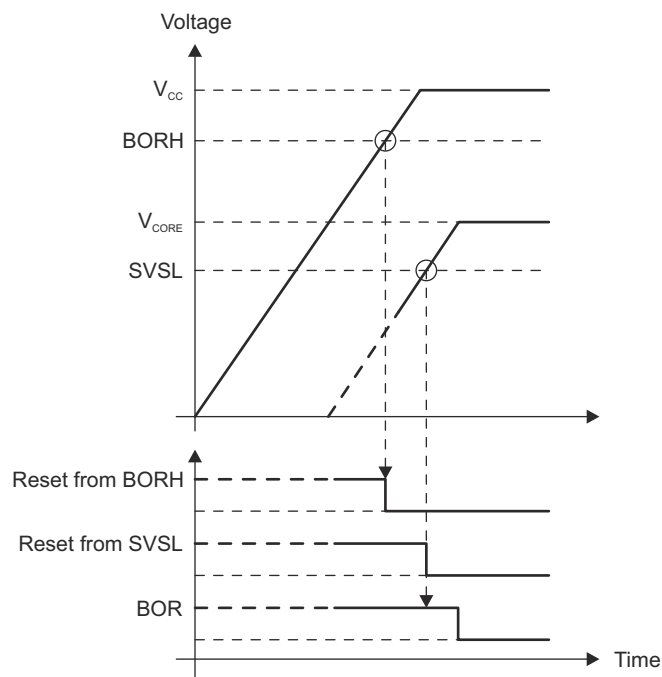 Voltage
VCC
BORH
VCORE
SVSL
Reset from BORH
Reset from SVSL
BOR
Time